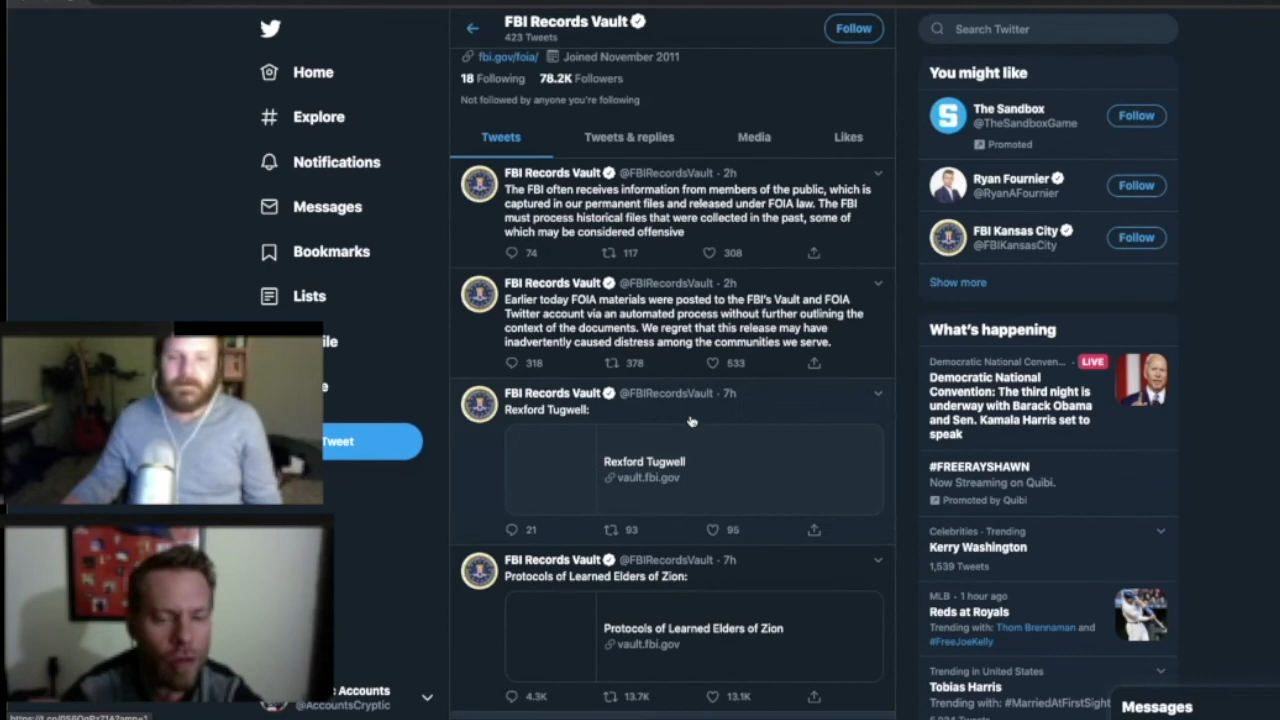 Home
Explore
Notifications
Messages
Bookmarks
Lists
Tweet
Accounts
@AccountsCryptic
FBI Records Vault
423 Tweets
Follow
fbi.gov/foia/ Joined November 2011
18 Following 78.2K Followers
Not followed by anyone you're following
Tweets Tweets & replies Media Likes
FBI Records Vault @FBIRecordsVault · 2h
The FBI often receives information from members of the public, which is
captured in our permanent files and released under FOIA law. The FBI
must process historical files that were collected in the past, some of
which may be considered offensive
74 117 308
FBI Records Vault @FBIRecordsVault · 2h
Earlier today FOIA materials were posted to the FBI's Vault and FOIA
Twitter account via an automated process without further outlining the
context of the documents. We regret that this release may have
inadvertently caused distress among the communities we serve.
318 378 533
FBI Records Vault @FBIRecordsVault · 7h
Rexford Tugwell:
Rexford Tugwell
vault.fbi.gov
21 93 95
FBI Records Vault @FBIRecordsVault · 7h
Protocols of Learned Elders of Zion:
Protocols of Learned Elders of Zion
vault.fbi.gov
4.3K 13.7K 13.1K
Search Twitter
You might like
The Sandbox
@TheSandboxGame
Promoted
Follow
Ryan Fournier
@RyanAFournier
Follow
FBI Kansas City
@FBIKansasCity
Follow
Show more
What's happening
Democratic National Conven... · LIVE
Democratic National
Convention: The third night is
underway with Barack Obama
and Sen. Kamala Harris set to
speak
#FREERAYSHAWN
Now Streaming on Quibi.
Promoted by Quibi
Celebrities · Trending
Kerry Washington
1,539 Tweets
MLB · 1 hour ago
Reds at Royals
Trending with: Thom Brennaman and
#FreeJoeKelly
Trending in United States
Tobias Harris
Trending with: #MarriedAtFirstSight
Messages